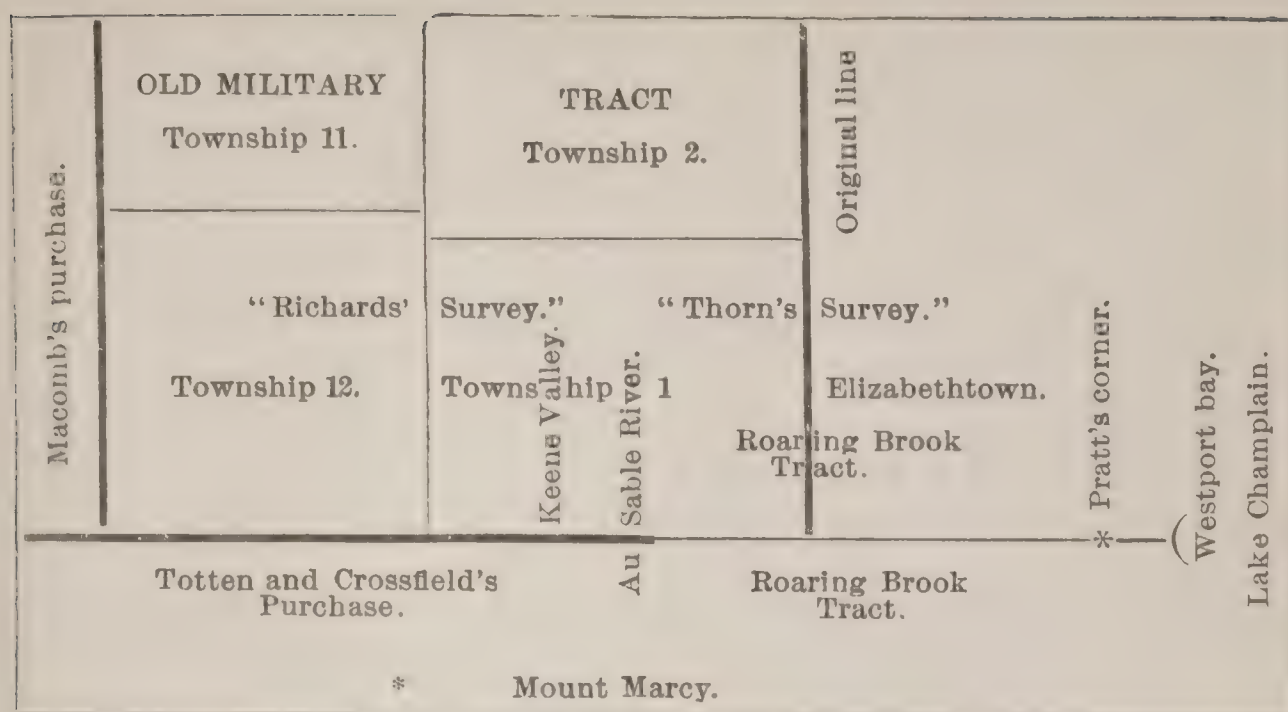 Macomb's purchase.
OLD MILITARY
Township 11.
TRACT
Township 2.
Original line
"Richards' Survey."
"Thorn's Survey."
Township 12.
Township 1
Keene Valley.
Au Sable River.
Elizabethtown.
Roaring Brook
Tract.
* Pratt's corner.
Westport bay.
Lake Champlain.
Totten and Crossfield's
Purchase.
Roaring Brook
Tract.
* Mount Marcy.